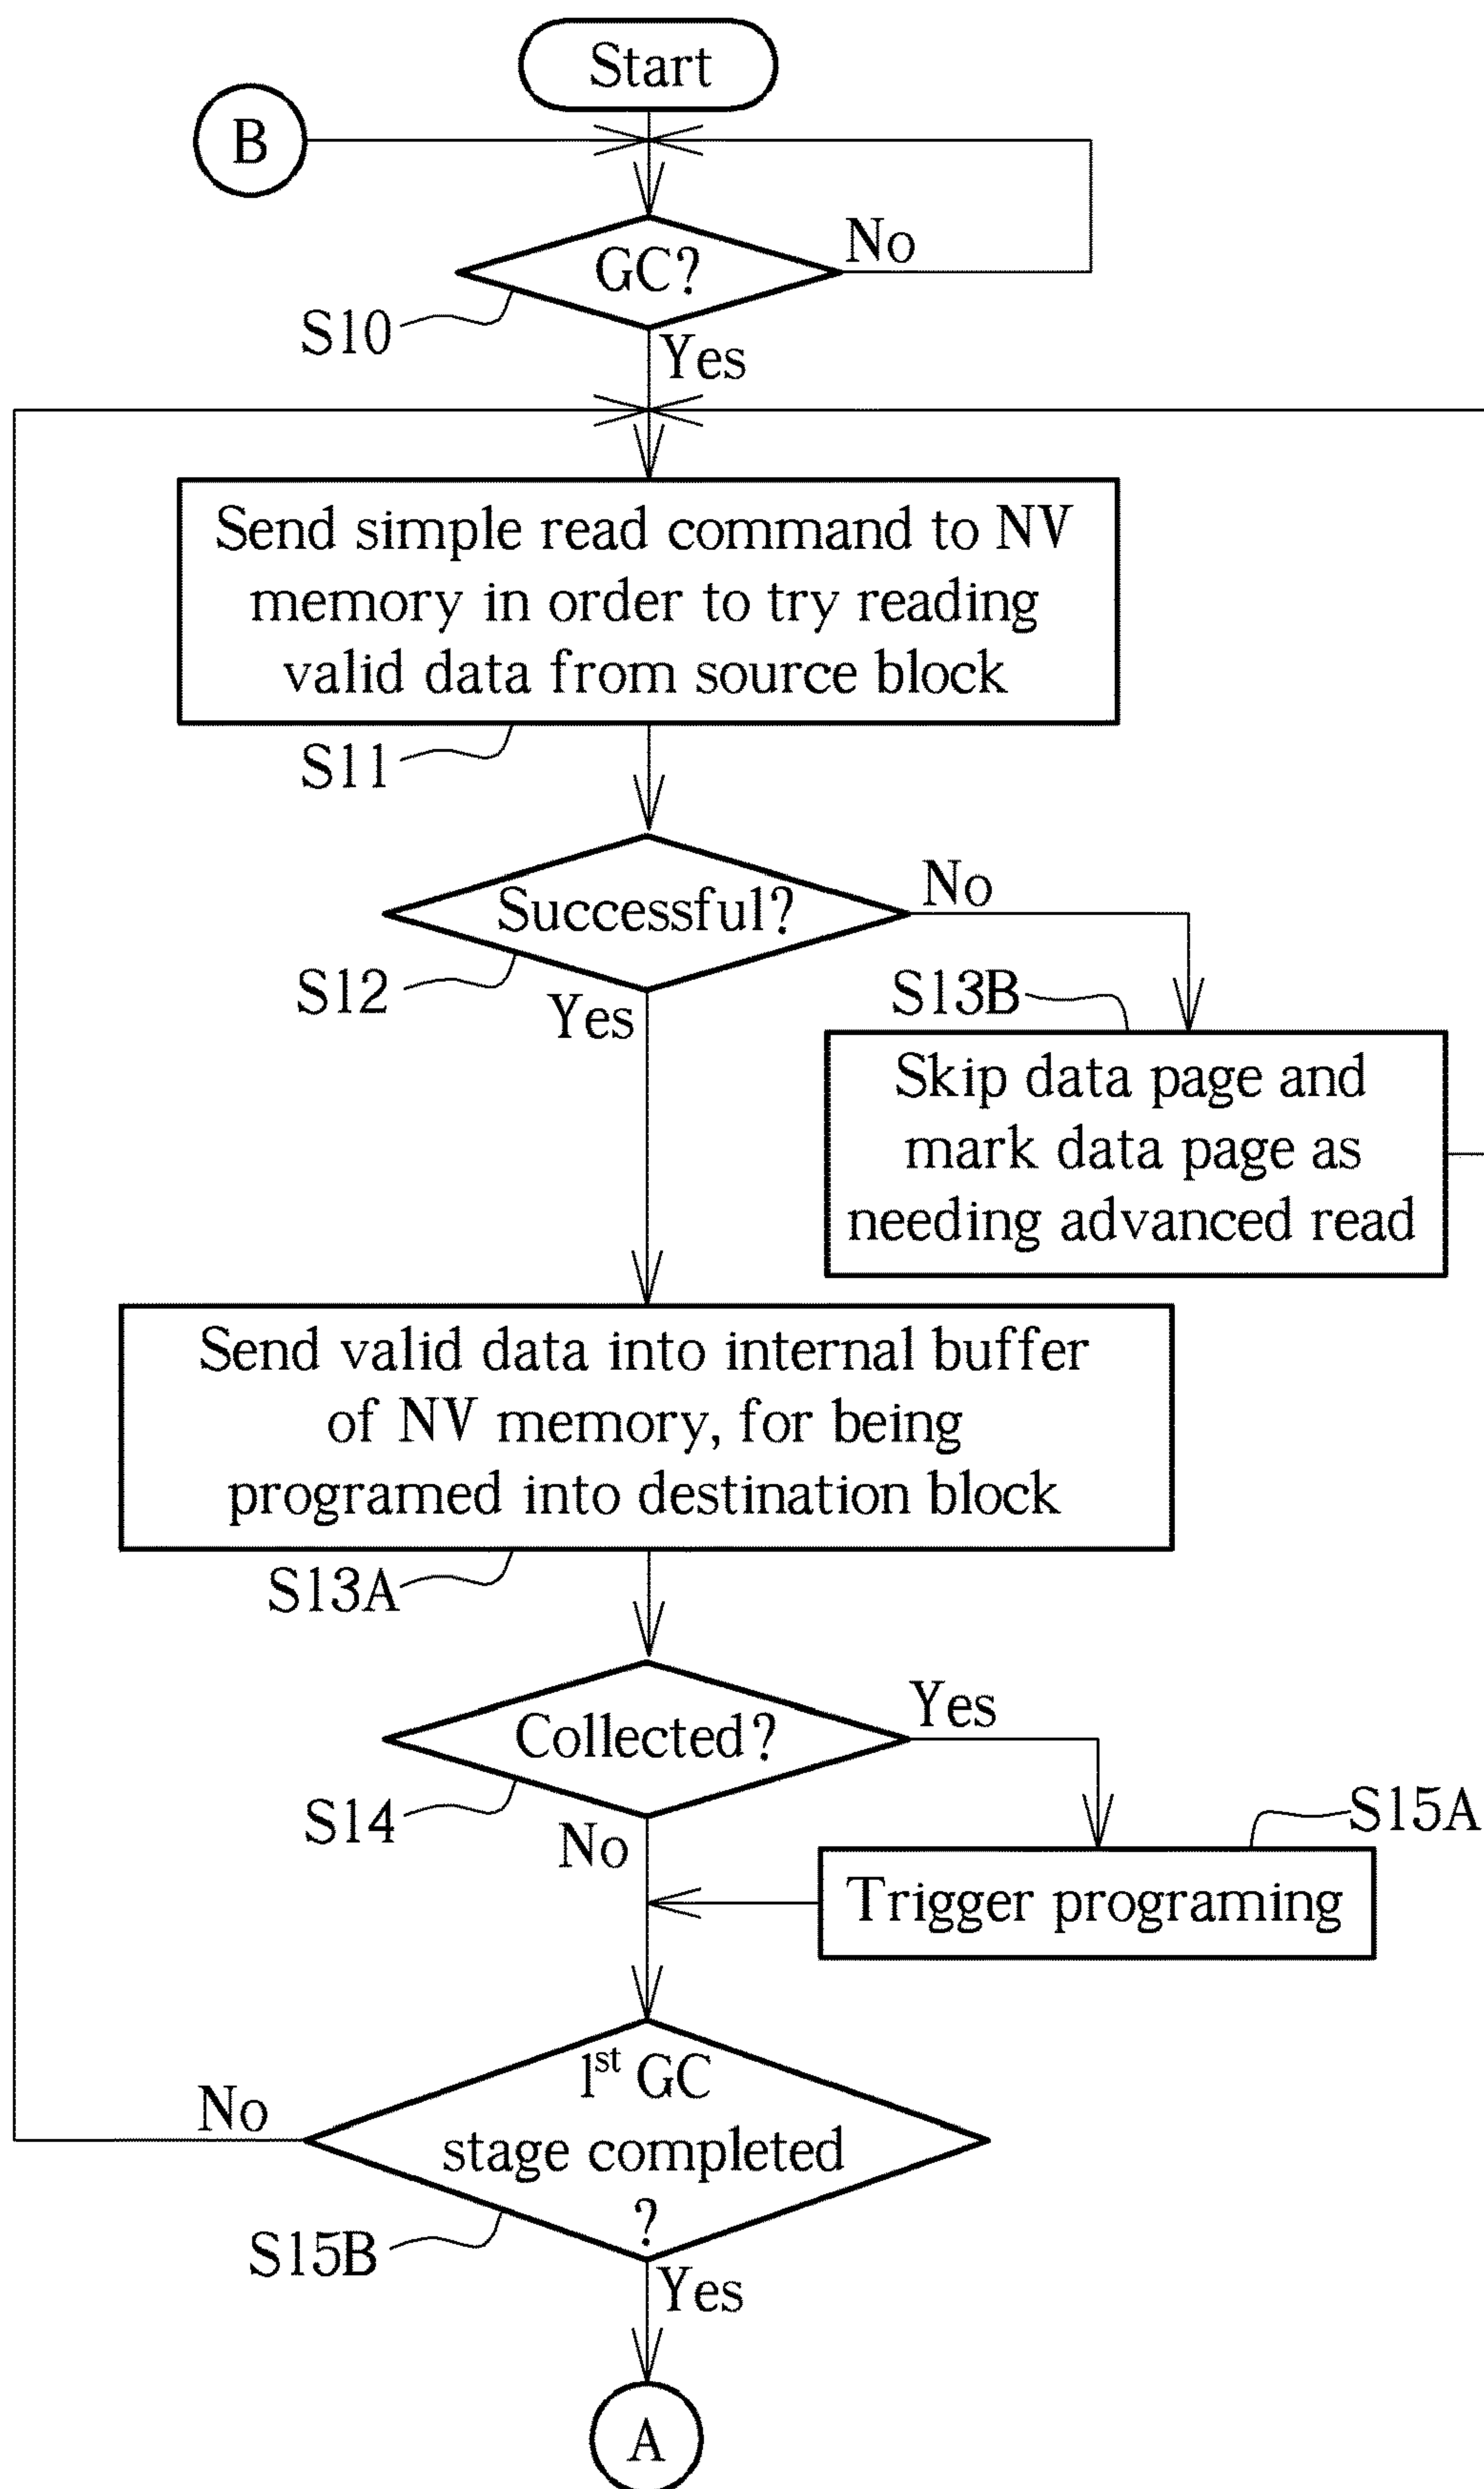 Start
B
GC?
No
S10
Yes
Send simple read command to NV
memory in order to try reading
valid data from source block
S11
Successful?
No
S12
Yes
S13B
Skip data page and
mark data page as
needing advanced read
Send valid data into internal buffer
of NV memory, for being
programed into destination block
S13A
Collected?
Yes
S14
No
S15A
Trigger programing
1st GC
stage completed
?
No
S15B
Yes
A